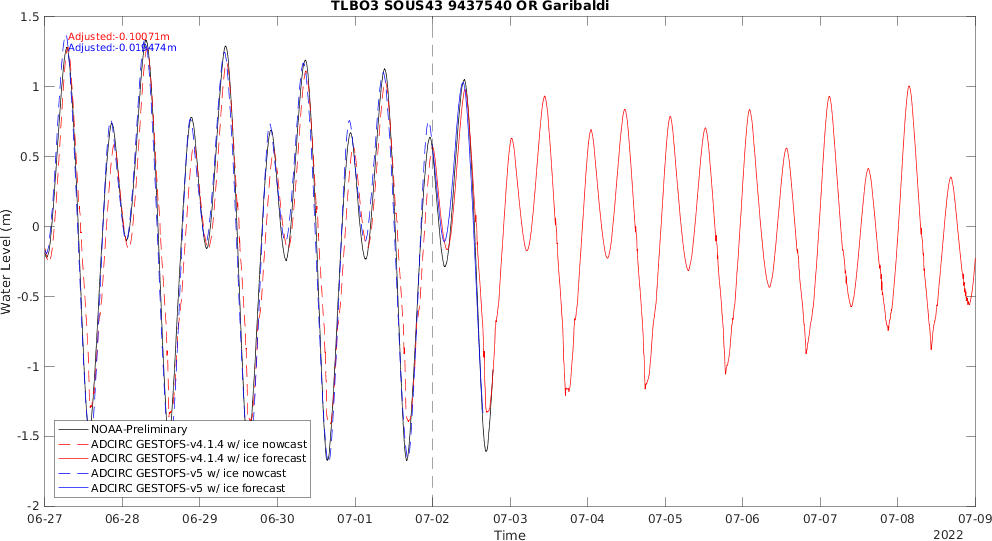 TLBO3 SOUS43 9437540 OR Garibaldi
Adjusted:-0.10071m
Adjusted:-0.019474m
1.5
1
0.5
0
-0.5
-1
-1.5
-2
Water Level (m)
NOAA-Preliminary
ADCIRC GESTOFS-v4.1.4 w/ ice nowcast
ADCIRC GESTOFS-v4.1.4 w/ ice forecast
ADCIRC GESTOFS-v5 w/ ice nowcast
ADCIRC GESTOFS-v5 w/ ice forecast
06-27 06-28 06-29 06-30 07-01 07-02 07-03 07-04 07-05 07-06 07-07 07-08 07-09
Time
2022